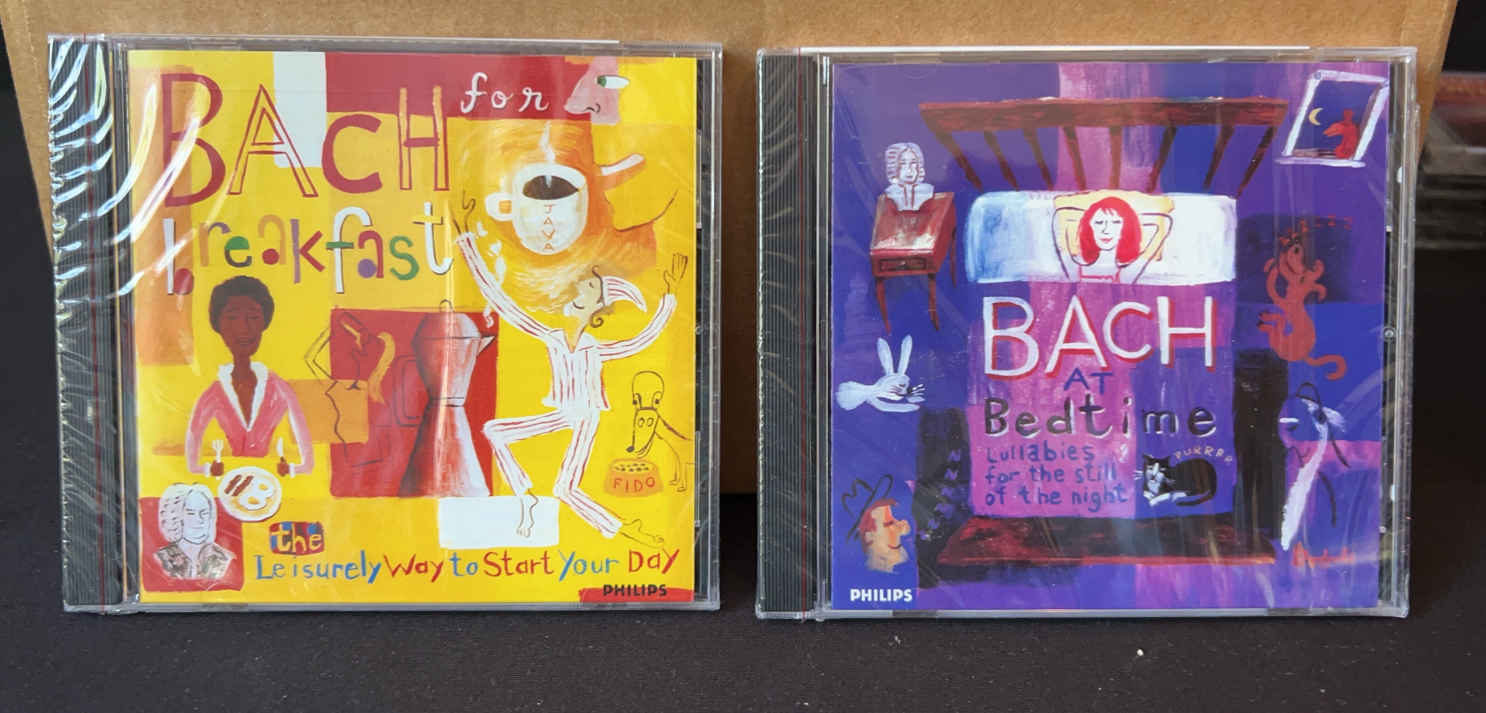 BACH for
breakfast
JAVA
FIDO
the
Leisurely Way to Start Your Day
PHILIPS
BACH
AT
Bedtime
Lullabies
for the still
of the night
PURRRR
PHILIPS